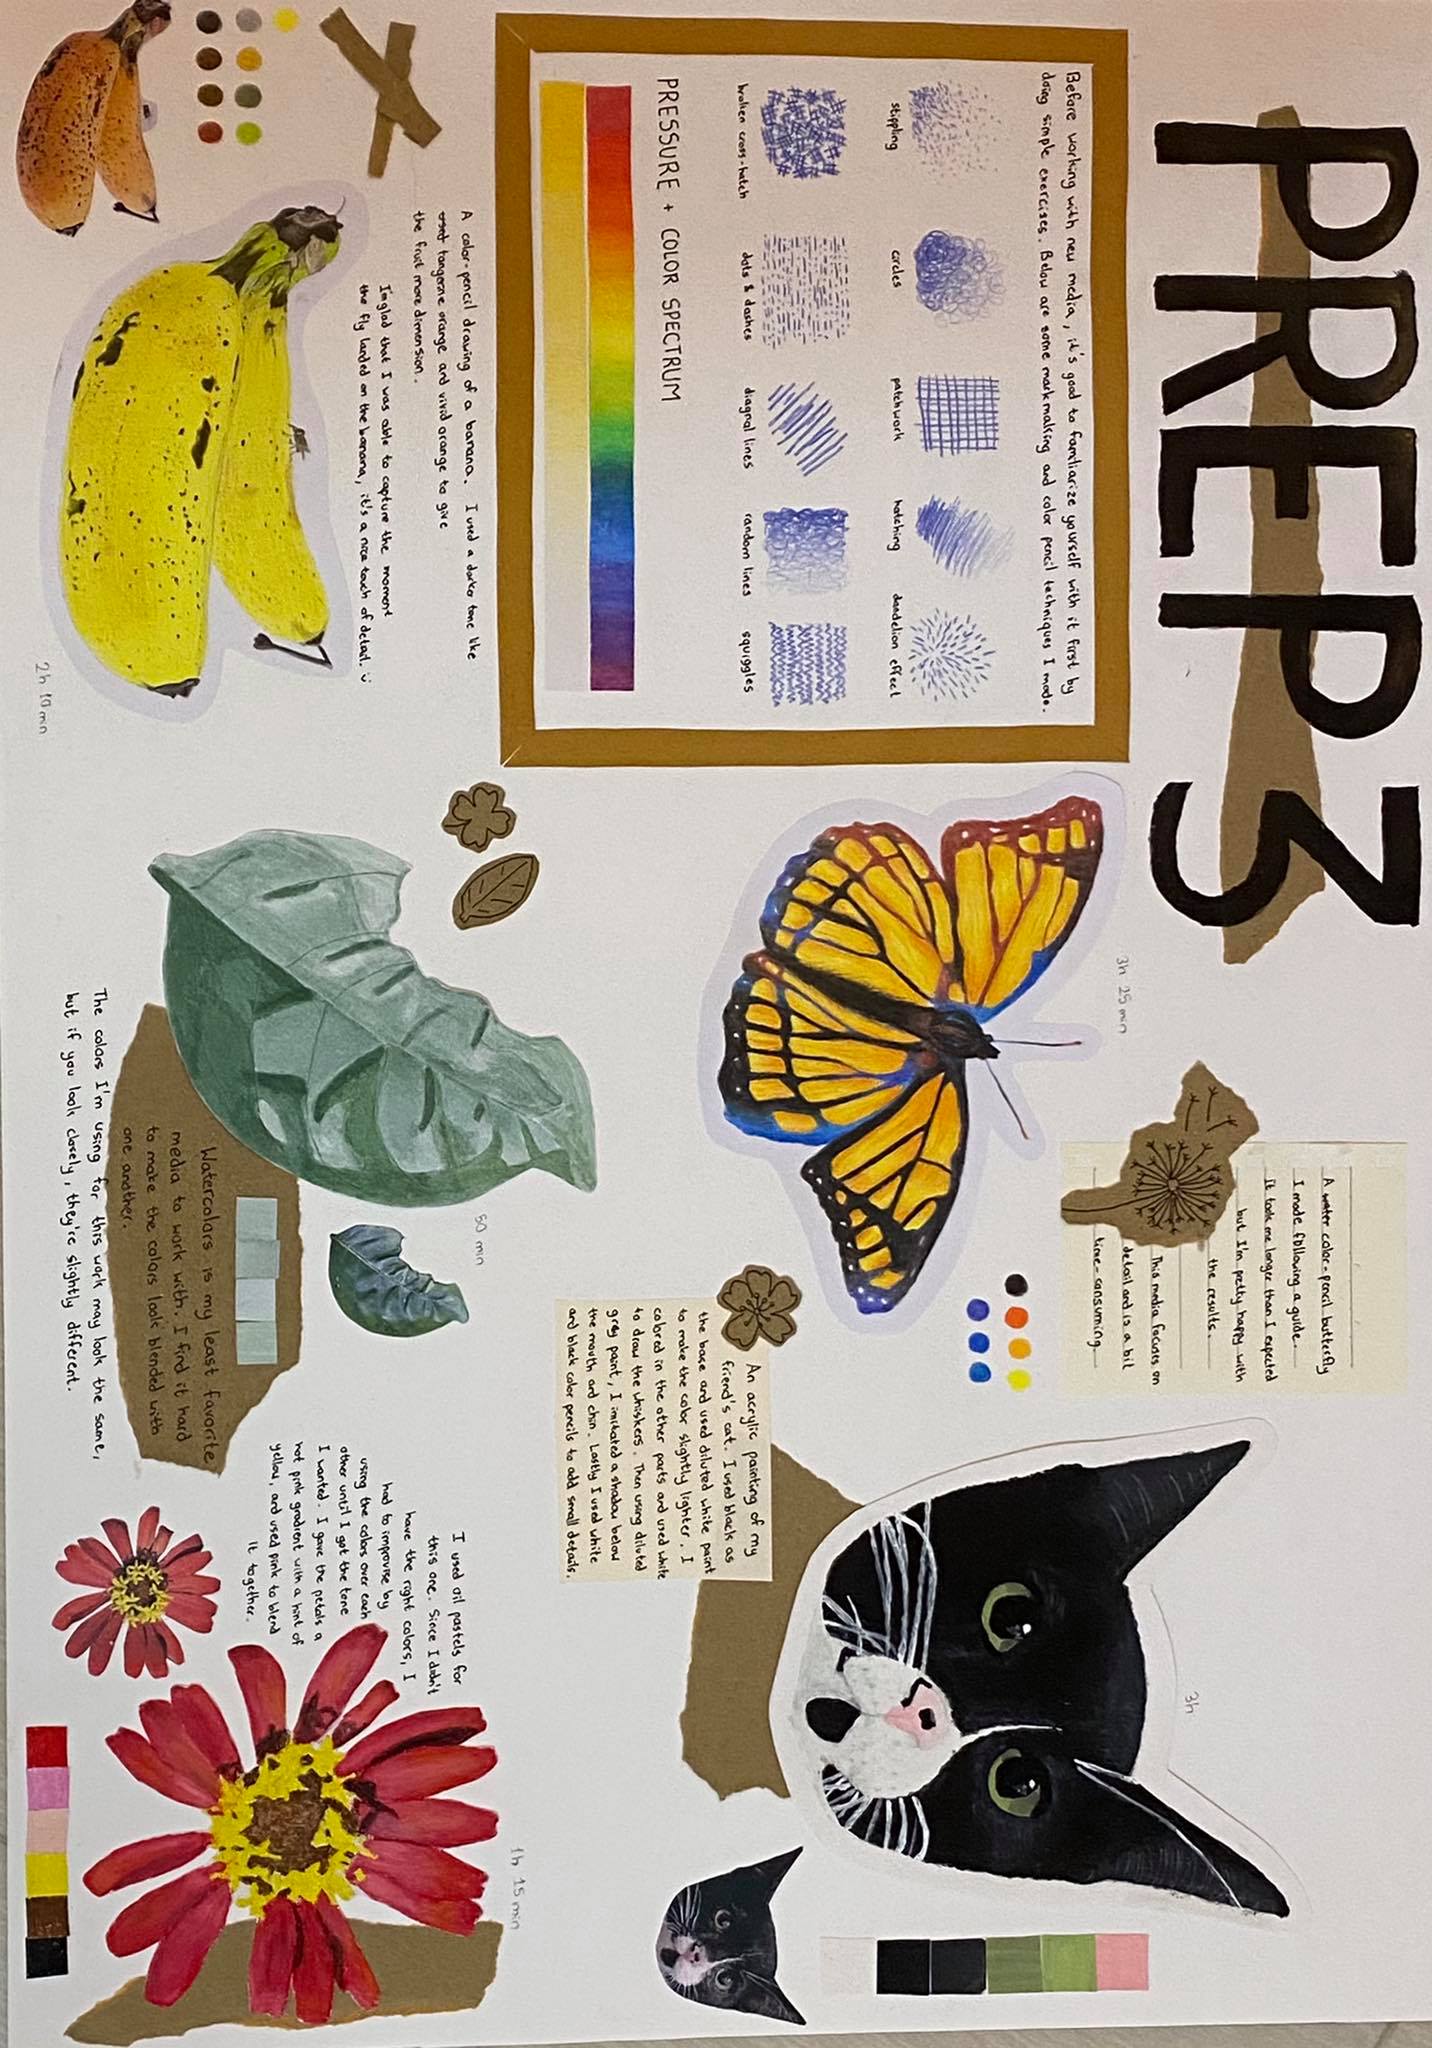 PREP 3
Before working with new media, it's good to familiarize yourself with it first by
doing simple exercises. Below are some markmaking and color pencil techniques I made.
stippling
circles
patchwork
hatching
dandelion effect
broken cross-hatch
dots & dashes
diagnal lines
random lines
squiggles
PRESSURE + COLOR SPECTRUM
A color-pencil drawing of a banana. I used a darker tone like
used tangerine orange and vivid orange to give
the fruit more dimension.
I'm glad that I was able to capture the moment
the fly landed on the banana, it's a nice touch of detail. :)
2h 10min
3h 25min
A water color-pencil butterfly
I made following a guide.
It took me longer than I expected
but I'm pretty happy with
the results.
This media focuses on
detail and is a bit
time-consuming.
3h
An acrylic painting of my
friend's cat. I used black as
the base and used diluted white paint
to make the color slightly lighter. I
colored in the other parts and used white
to draw the whiskers. Then using diluted
gray paint, I imitated a shadow below
the mouth and chin. Lastly I used white
and black color pencils to add small details.
50 min
Watercolors is my least favorite
media to work with. I find it hard
to make the colors look blended with
one another.
The colors I'm using for this work may look the same,
but if you look closely, they're slightly different.
1h 15min
I used oil pastels for
this one. Since I didn't
have the right colors, I
had to improvise by
using the colors over each
other until I got the tone
I wanted. I gave the petals a
hot pink gradient with a hint of
yellow, and used pink to blend
it together.